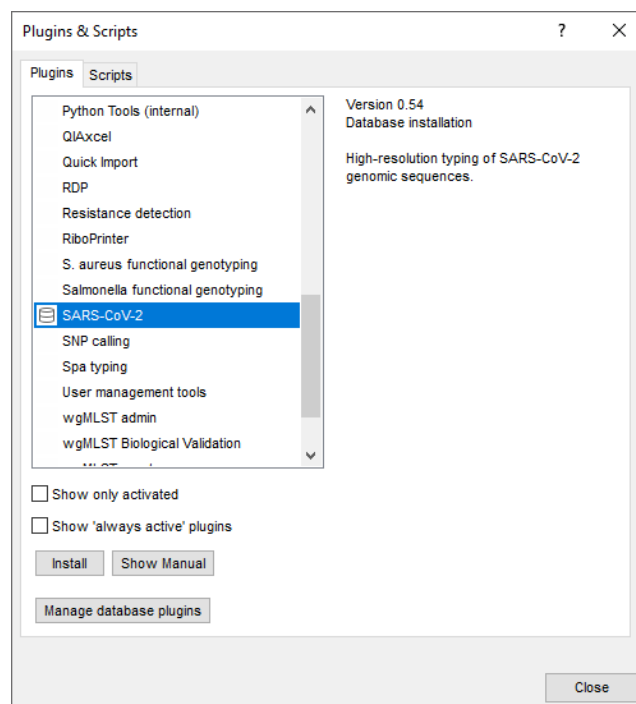 Plugins & Scripts
?
Plugins
Scripts
Python Tools (internal)
QIAxcel
Quick Import
RDP
Resistance detection
RiboPrinter
S. aureus functional genotyping
Salmonella functional genotyping
SARS-CoV-2
SNP calling
Spa typing
User management tools
wgMLST admin
wgMLST Biological Validation
Version 0.54
Database installation
High-resolution typing of SARS-CoV-2
genomic sequences.
Show only activated
Show 'always active' plugins
Install
Show Manual
Manage database plugins
Close